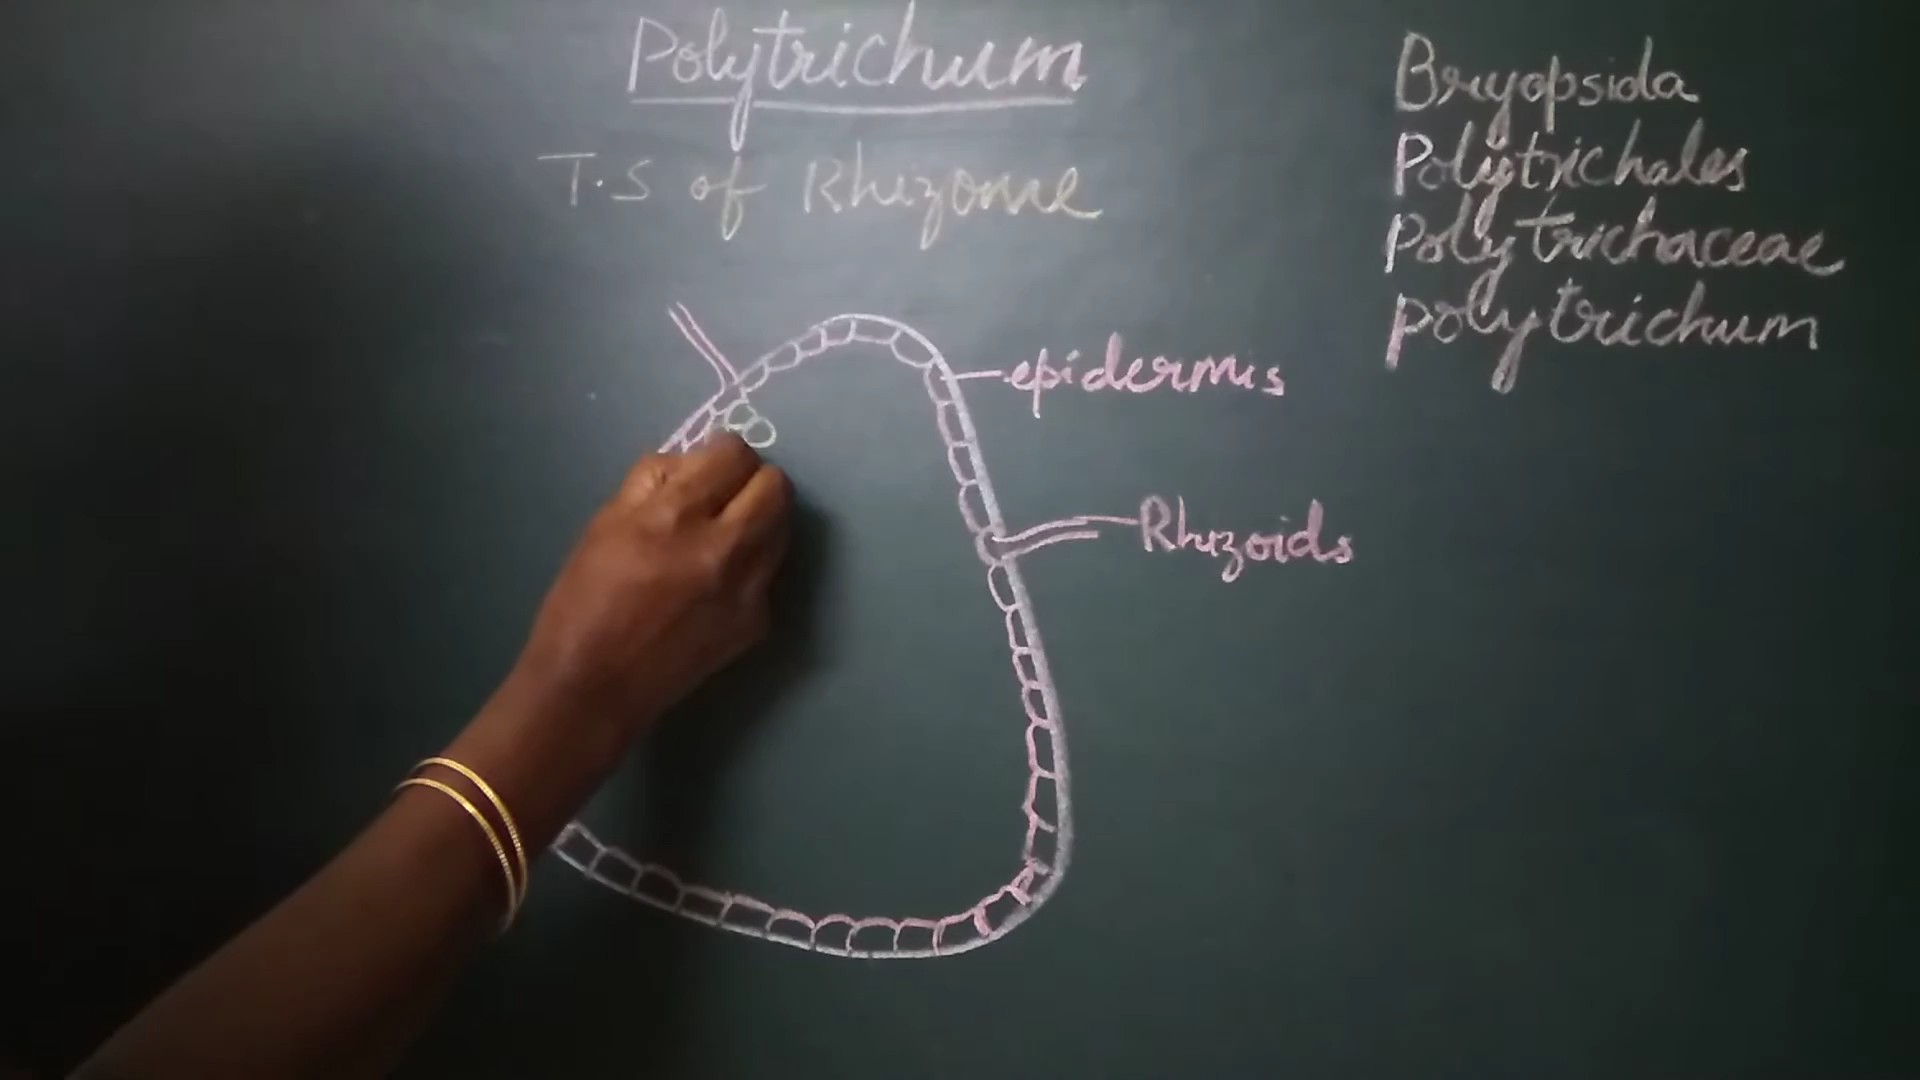 Polytrichum
T.S of Rhizome
Bryopsida
Polytrichales
Polytrichaceae
polytrichum
epidermis
Rhizoids